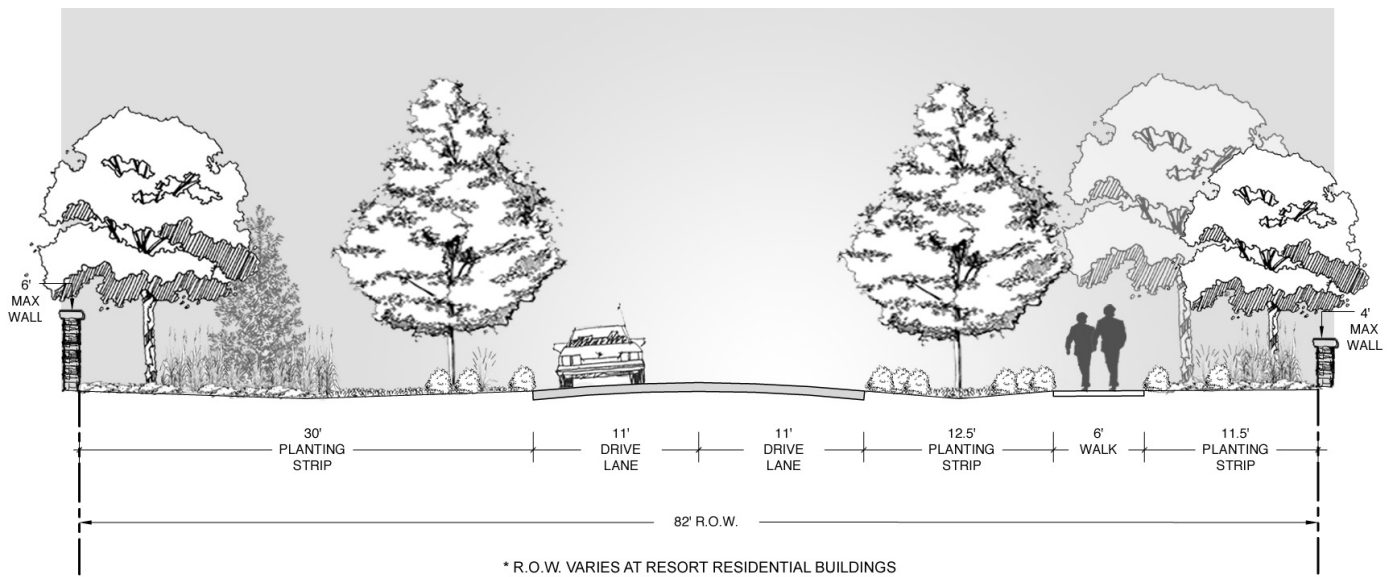 6'
MAX
WALL
4'
MAX
WALL
30'
PLANTING
STRIP
11'
DRIVE
LANE
11'
DRIVE
LANE
12.5'
PLANTING
STRIP
6'
WALK
11.5'
PLANTING
STRIP
82' R.O.W.
* R.O.W. VARIES AT RESORT RESIDENTIAL BUILDINGS